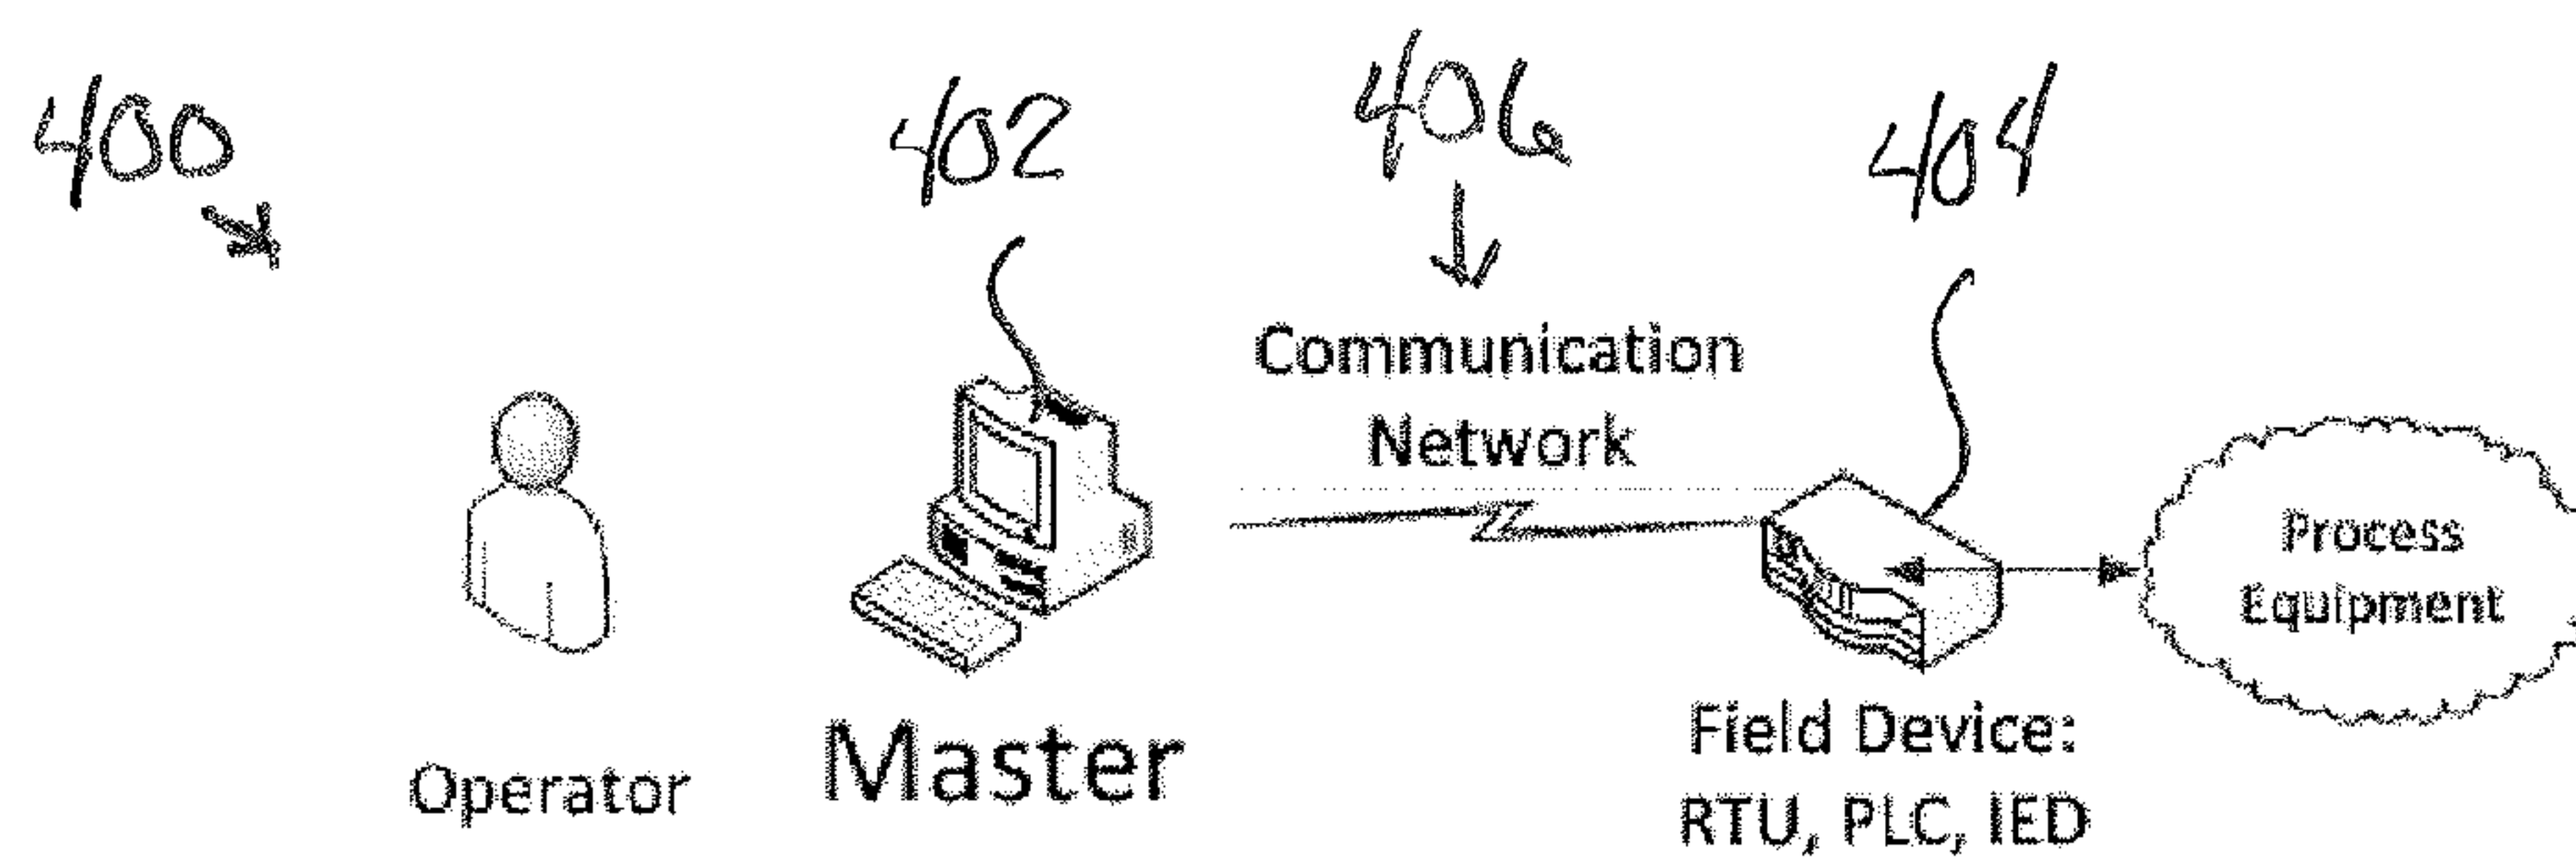 400
402
406
404
Communication
Network
Process
Equipment
Operator
Master
Field Device:
RTU, PLC, IED